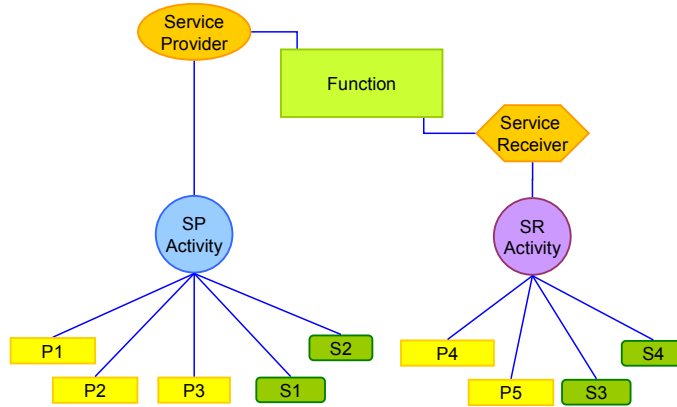 Service
Provider
Function
Service
Receiver
SP
Activity
SR
Activity
P1
P2
P3
S1
S2
P4
P5
S3
S4